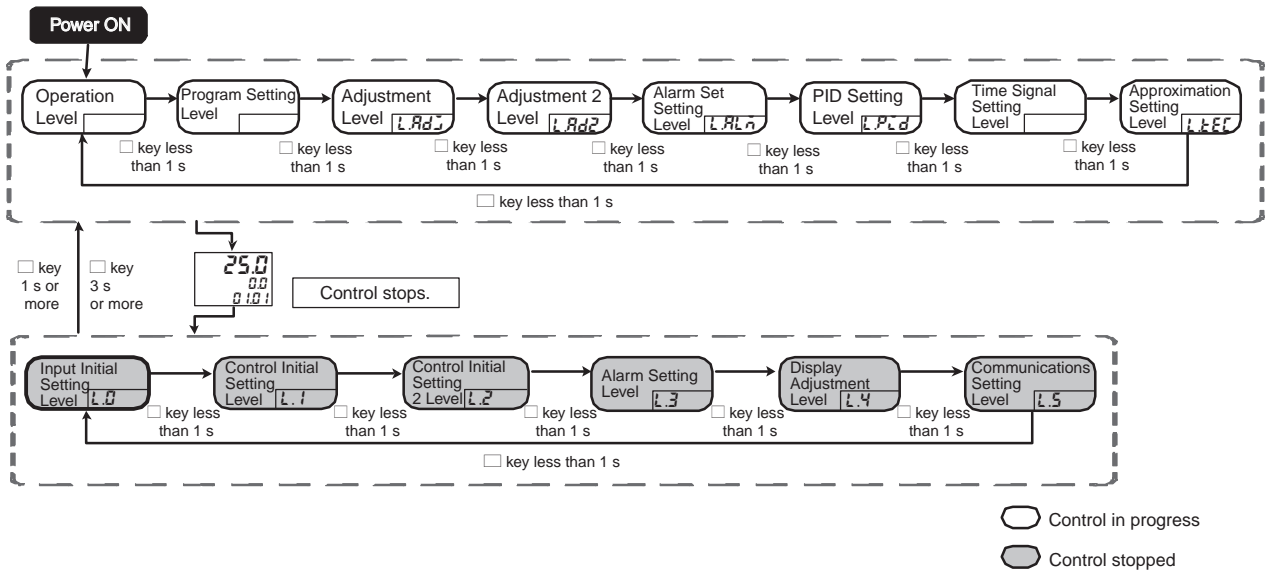 Power ON
Operation
Level
Program Setting
Level
Adjustment
Level L.Adj
Adjustment 2
Level L.Ad2
Alarm Set
Setting
Level L.ALm
PID Setting
Level L.Pid
Time Signal
Setting
Level
Approximation
Setting
Level L.tEC
□ key less
than 1 s
□ key less
than 1 s
□ key less
than 1 s
□ key less
than 1 s
□ key less
than 1 s
□ key less
than 1 s
□ key less
than 1 s
□ key less than 1 s
□ key
1 s or
more
□ key
3 s
or more
25.0
0.0
01.01
Control stops.
Input Initial
Setting
Level L.0
Control Initial
Setting
Level L.1
Control Initial
Setting
2 Level L.2
Alarm Setting
Level L.3
Display
Adjustment
Level L.4
Communications
Setting
Level L.5
□ key less
than 1 s
□ key less
than 1 s
□ key less
than 1 s
□ key less
than 1 s
□ key less
than 1 s
□ key less than 1 s
Control in progress
Control stopped